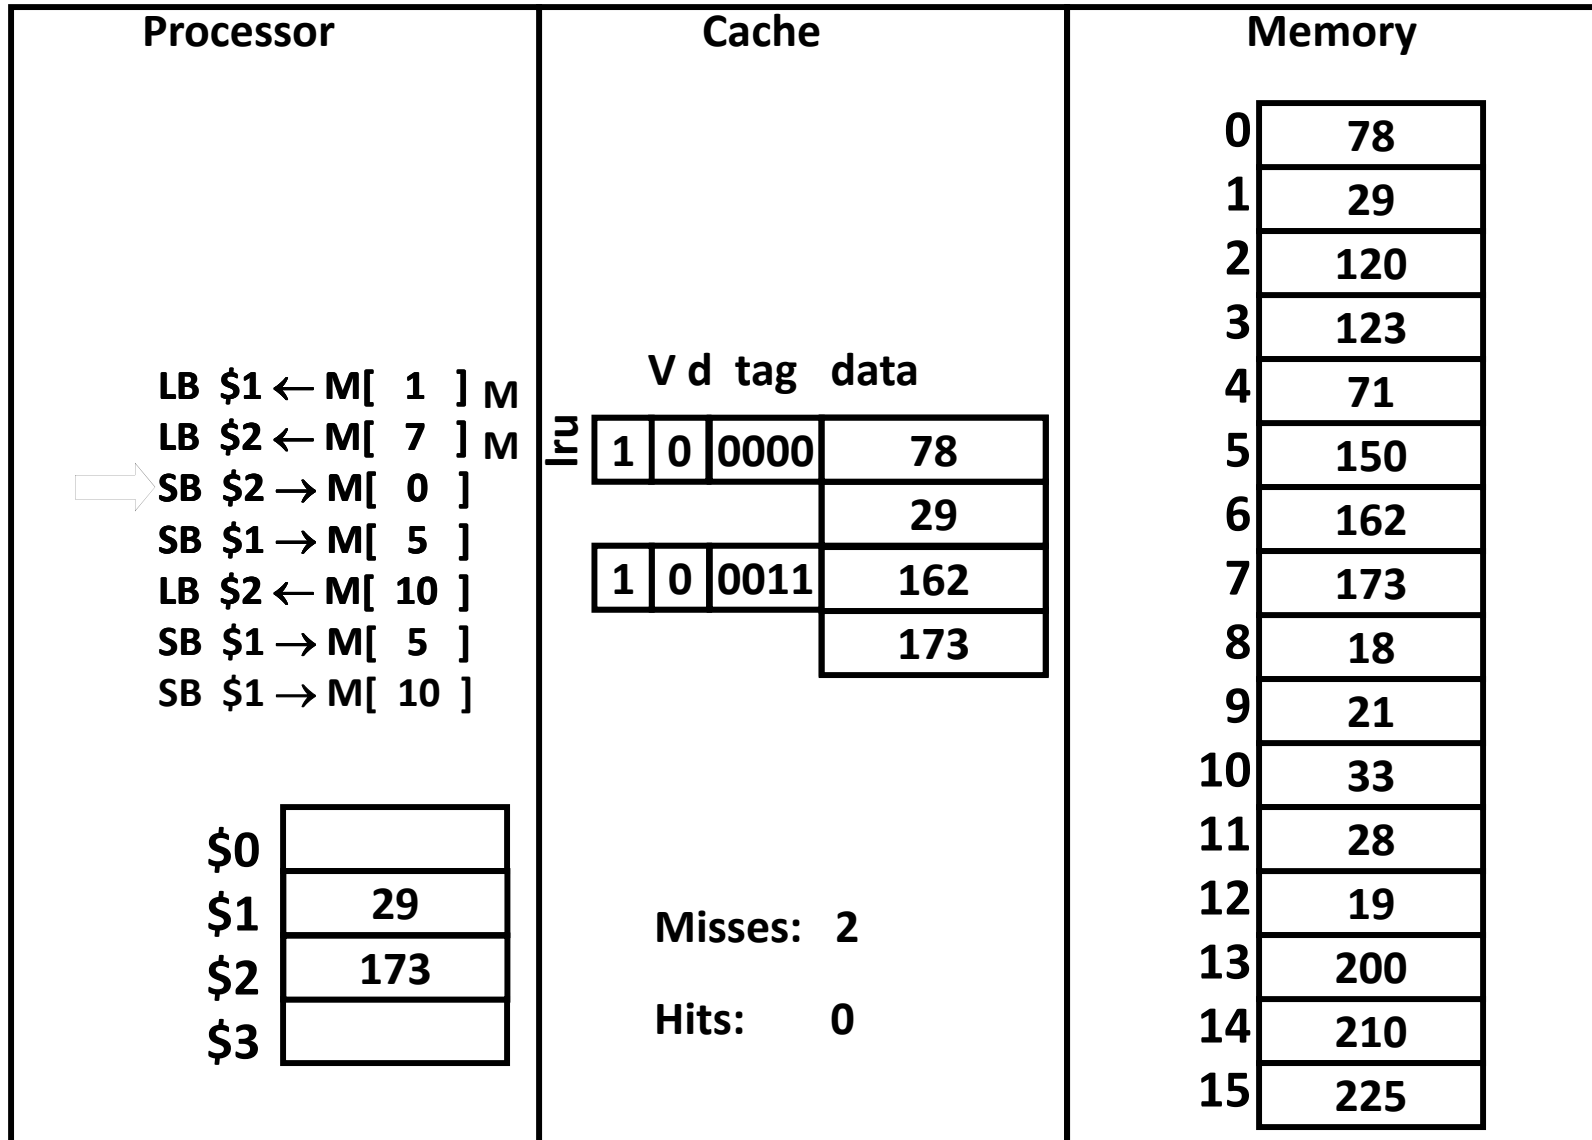 Processor
LB $1 ← M[ 1 ] M
LB $2 ← M[ 7 ] M
SB $2 → M[ 0 ]
SB $1 → M[ 5 ]
LB $2 ← M[ 10 ]
SB $1 → M[ 5 ]
SB $1 → M[ 10 ]
$0
$1 29
$2 173
$3
Cache
V d tag data
lru 1 0 0000 78
29
1 0 0011 162
173
Misses: 2
Hits: 0
Memory
0 78
1 29
2 120
3 123
4 71
5 150
6 162
7 173
8 18
9 21
10 33
11 28
12 19
13 200
14 210
15 225